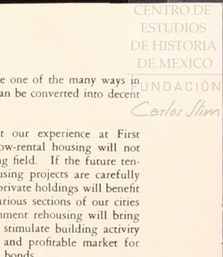 CENTRO DE
ESTUDIOS
DE HISTORIA
DE MEXICO
FUNDACIÓN
Carlos Slim
e one of the many ways in
an be converted into decent
t our experience at First
ow-rental housing will not
ng field. If the future ten-
using projects are carefully
private holdings will benefit
arious sections of our cities
nment rehousing will bring
stimulate building activity
and profitable market for
bonds.